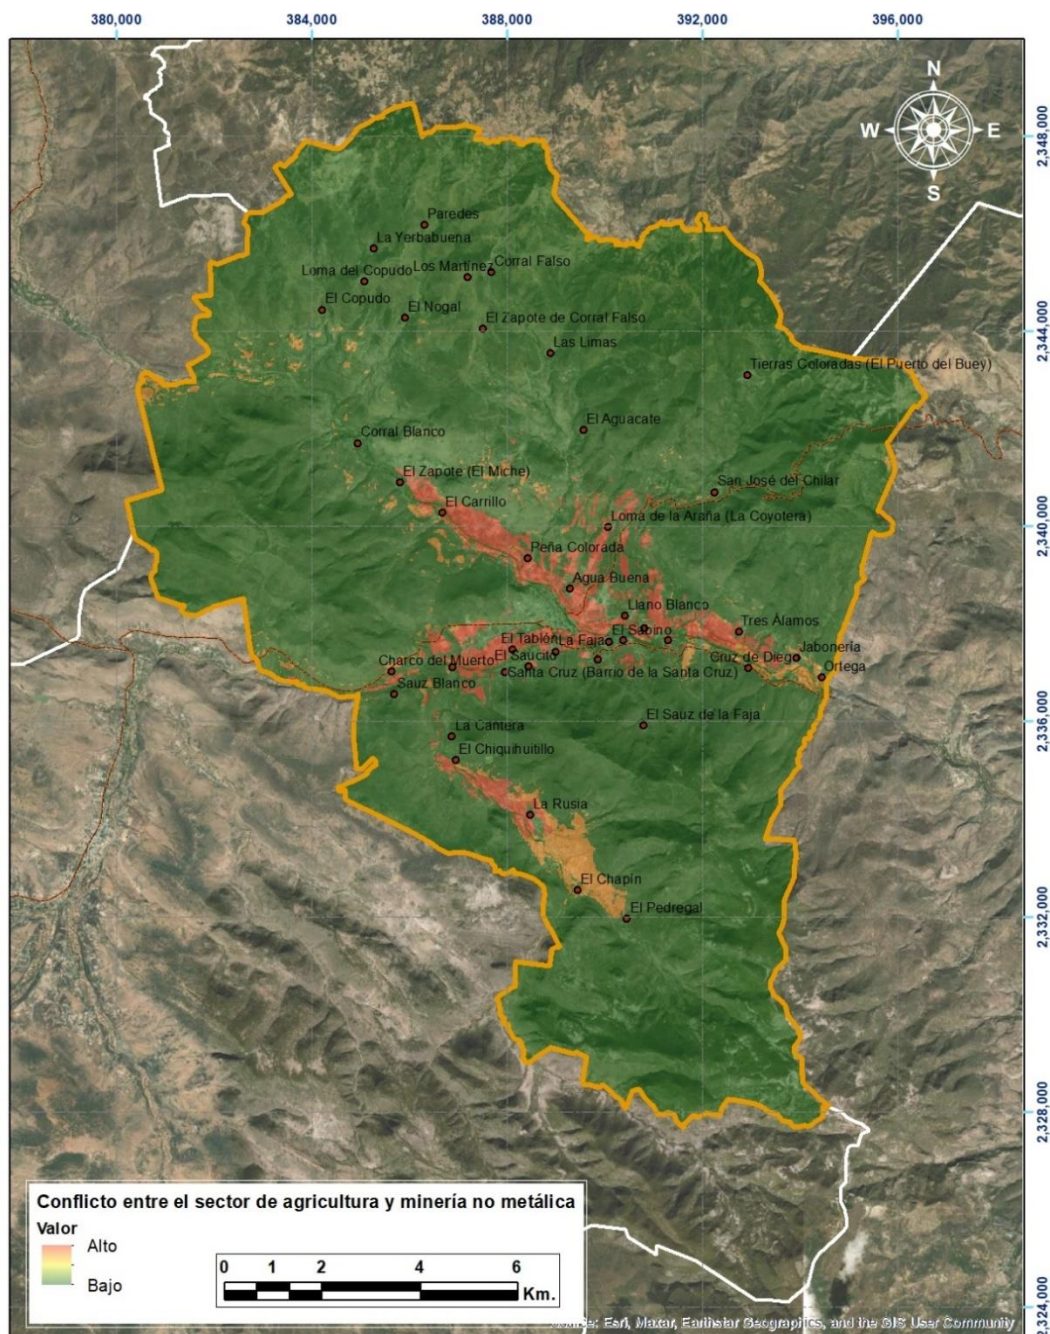 380,000 384,000 388,000 392,000 396,000
N
W E
S
2,348,000
Paredes
La Yerbabuena
Los Martínez Corral Falso
Loma del Copudo
El Copudo
El Nogal
El Zapote de Corral Falso
2,344,000
Las Limas
Tierras Coloradas (El Puerto del Buey)
El Aguacate
Corral Blanco
El Zapote (El Miche)
San José del Chilar
El Carrillo
Loma de la Araña (La Coyotera)
2,340,000
Peña Colorada
Agua Buena
Llano Blanco
Tres Álamos
El Tablón La Faja El Sabino
Jabonería
Charco del Muerto El Saucito
Cruz de Diego
Santa Cruz (Barrio de la Santa Cruz)
Ortega
Sauz Blanco
El Sauz de la Faja
2,336,000
La Cantera
El Chiquihuitillo
La Rusia
El Chapín
El Pedregal
2,332,000
2,328,000
Conflicto entre el sector de agricultura y minería no metálica
Valor
Alto
Bajo
0 1 2 4 6
Km.
2,324,000
Source: Esri, Maxar, Earthstar Geographics, and the GIS User Community